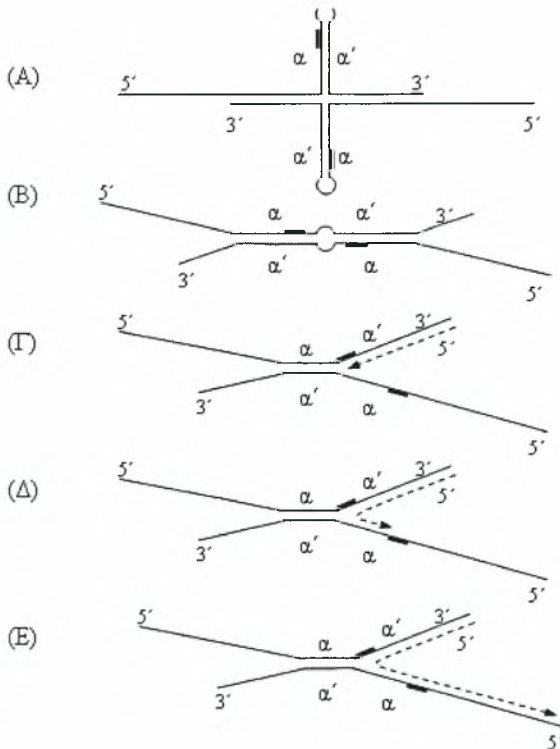 (Α)
α α′
5′ 3′
3′ 5′
α′ α
(Β)
5′ α α′ 3′
3′ α′ α 5′
(Γ)
5′ α α′ 3′
5′
3′ α′ α 5′
(Δ)
5′ α α′ 3′
5′
3′ α′ α 5′
(Ε)
5′ α α′ 3′
5′
3′ α′ α 5